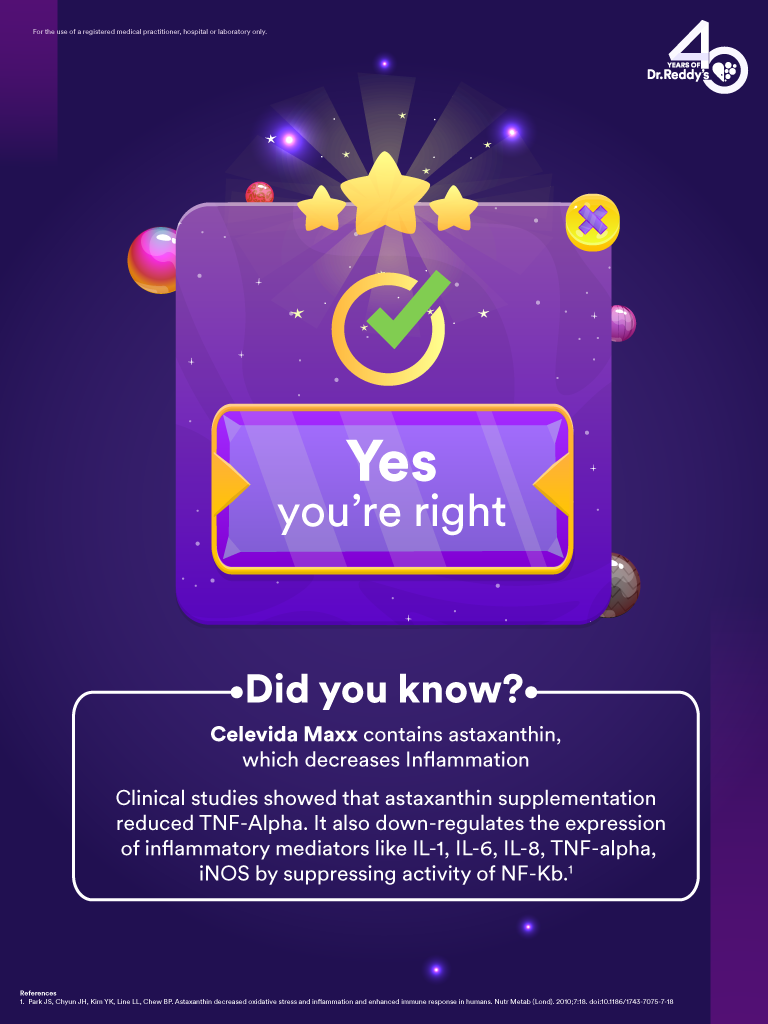 For the use of a registered medical practitioner, hospital or laboratory only.
40
YEARS OF
Dr.Reddy's
Yes
you're right
Did you know?
Celevida Maxx contains astaxanthin,
which decreases Inflammation
Clinical studies showed that astaxanthin supplementation
reduced TNF-Alpha. It also down-regulates the expression
of inflammatory mediators like IL-1, IL-6, IL-8, TNF-alpha,
iNOS by suppressing activity of NF-Kb.¹
References
1. Park JS, Chyun JH, Kim YK, Line LL, Chew BP. Astaxanthin decreased oxidative stress and inflammation and enhanced immune response in humans. Nutr Metab (Lond). 2010;7:18. doi:10.1186/1743-7075-7-18